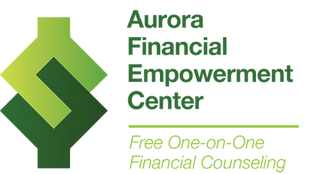 Aurora
Financial
Empowerment
Center
Free One-on-One
Financial Counseling